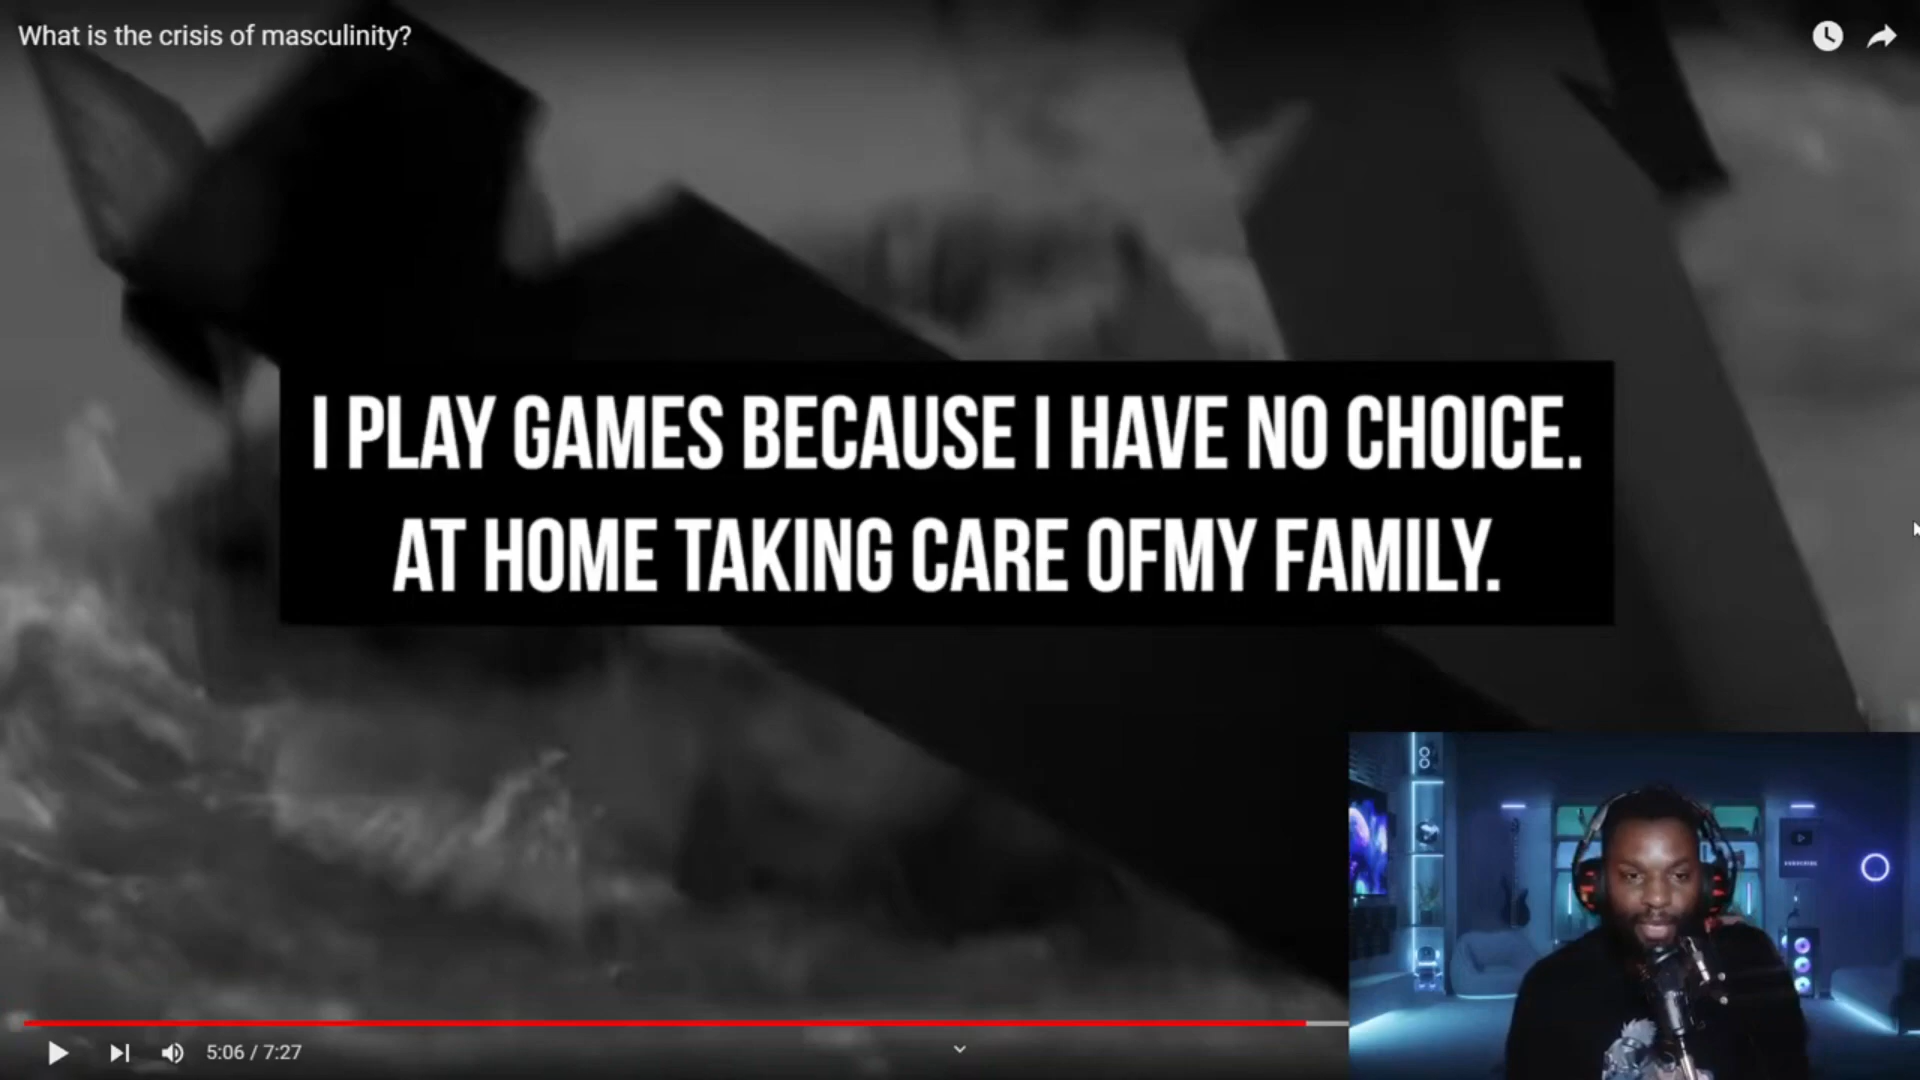 What is the crisis of masculinity?
I PLAY GAMES BECAUSE I HAVE NO CHOICE.
AT HOME TAKING CARE OFMY FAMILY.
SUBSCRIBE
5:06 / 7:27